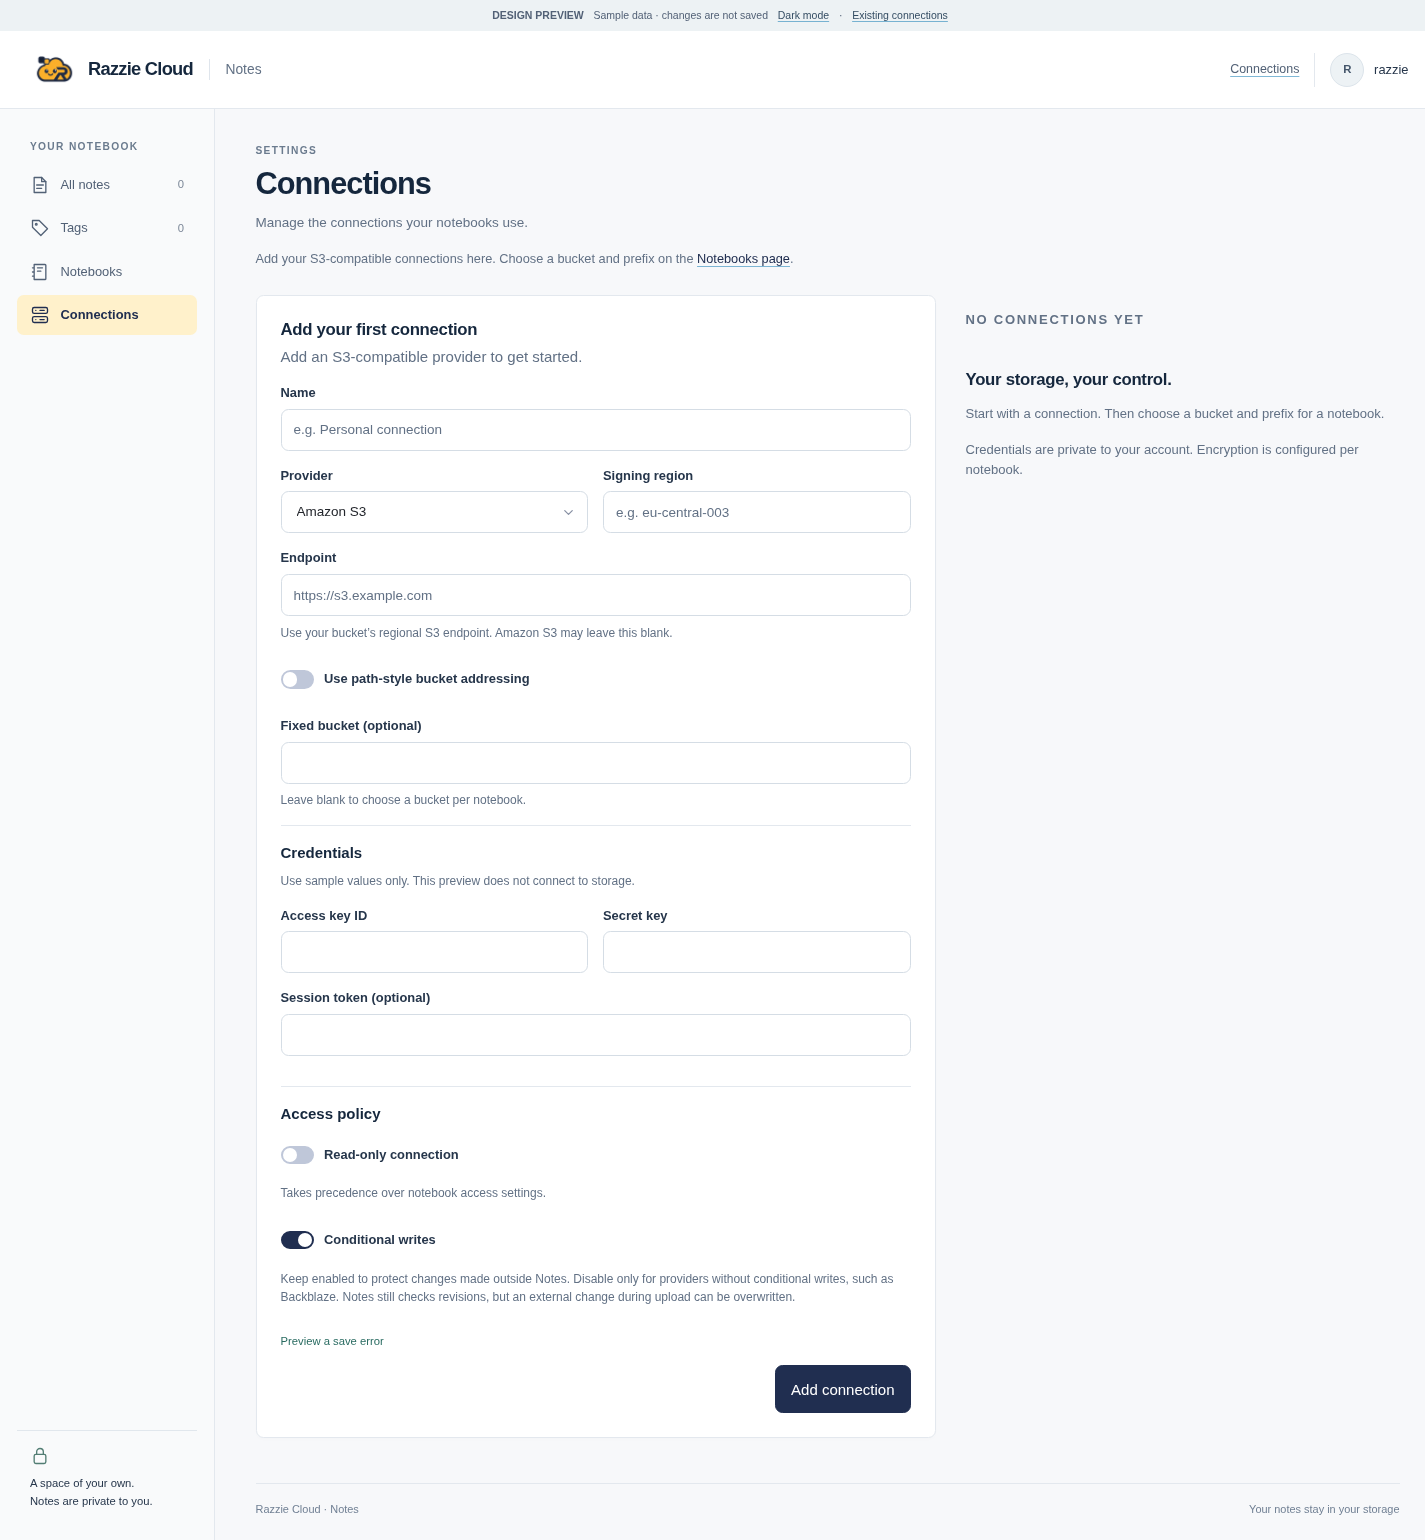 DESIGN PREVIEW Sample data · changes are not saved Dark mode · Existing connections
Razzie Cloud Notes
Connections R razzie
YOUR NOTEBOOK
All notes 0
Tags 0
Notebooks
Connections
A space of your own.
Notes are private to you.
SETTINGS
Connections
Manage the connections your notebooks use.
Add your S3-compatible connections here. Choose a bucket and prefix on the Notebooks page.
Add your first connection
Add an S3-compatible provider to get started.
Name
e.g. Personal connection
Provider Signing region
Amazon S3 e.g. eu-central-003
Endpoint
https://s3.example.com
Use your bucket’s regional S3 endpoint. Amazon S3 may leave this blank.
Use path-style bucket addressing
Fixed bucket (optional)
Leave blank to choose a bucket per notebook.
Credentials
Use sample values only. This preview does not connect to storage.
Access key ID Secret key
Session token (optional)
Access policy
Read-only connection
Takes precedence over notebook access settings.
Conditional writes
Keep enabled to protect changes made outside Notes. Disable only for providers without conditional writes, such as
Backblaze. Notes still checks revisions, but an external change during upload can be overwritten.
Preview a save error
Add connection
NO CONNECTIONS YET
Your storage, your control.
Start with a connection. Then choose a bucket and prefix for a notebook.
Credentials are private to your account. Encryption is configured per
notebook.
Razzie Cloud · Notes Your notes stay in your storage